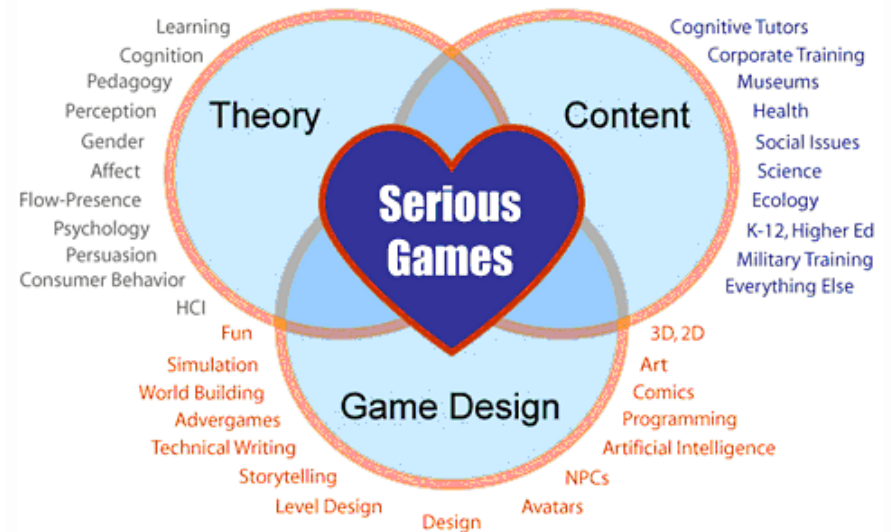 Learning
Cognition
Pedagogy
Perception
Gender
Affect
Flow-Presence
Psychology
Persuasion
Consumer Behavior
HCI
Theory
Content
Cognitive Tutors
Corporate Training
Museums
Health
Social Issues
Science
Ecology
K-12, Higher Ed
Military Training
Everything Else
Serious
Games
Game Design
Fun
Simulation
World Building
Advergames
Technical Writing
Storytelling
Level Design
Design
3D, 2D
Art
Comics
Programming
Artificial Intelligence
NPCs
Avatars